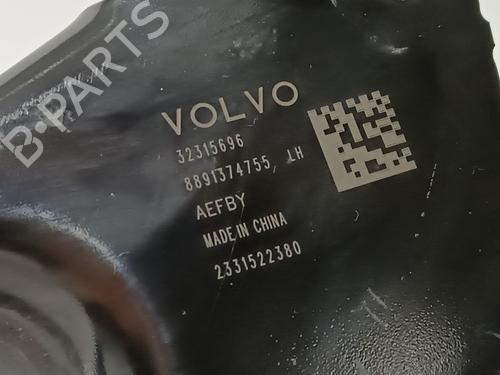 B-PARTS
VOLVO
32315696
8891374755 LH
AEFBY
MADE IN CHINA
2331522380